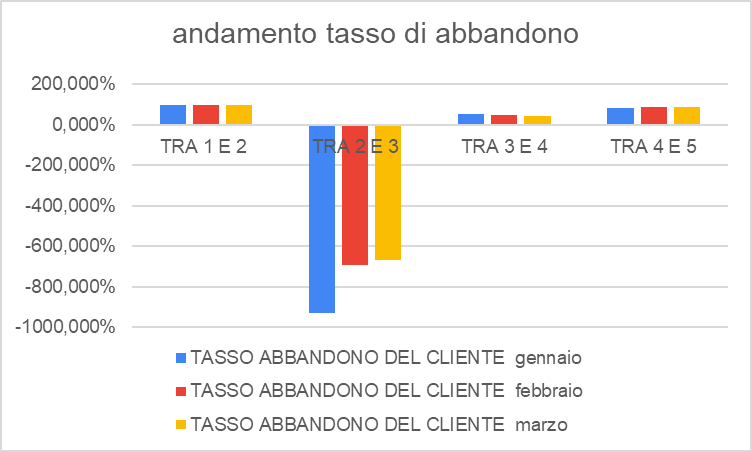 andamento tasso di abbandono
200,000%
0,000%
-200,000%
-400,000%
-600,000%
-800,000%
-1000,000%
TRA 1 E 2 TRA 2 E 3 TRA 3 E 4 TRA 4 E 5
TASSO ABBANDONO DEL CLIENTE gennaio
TASSO ABBANDONO DEL CLIENTE febbraio
TASSO ABBANDONO DEL CLIENTE marzo